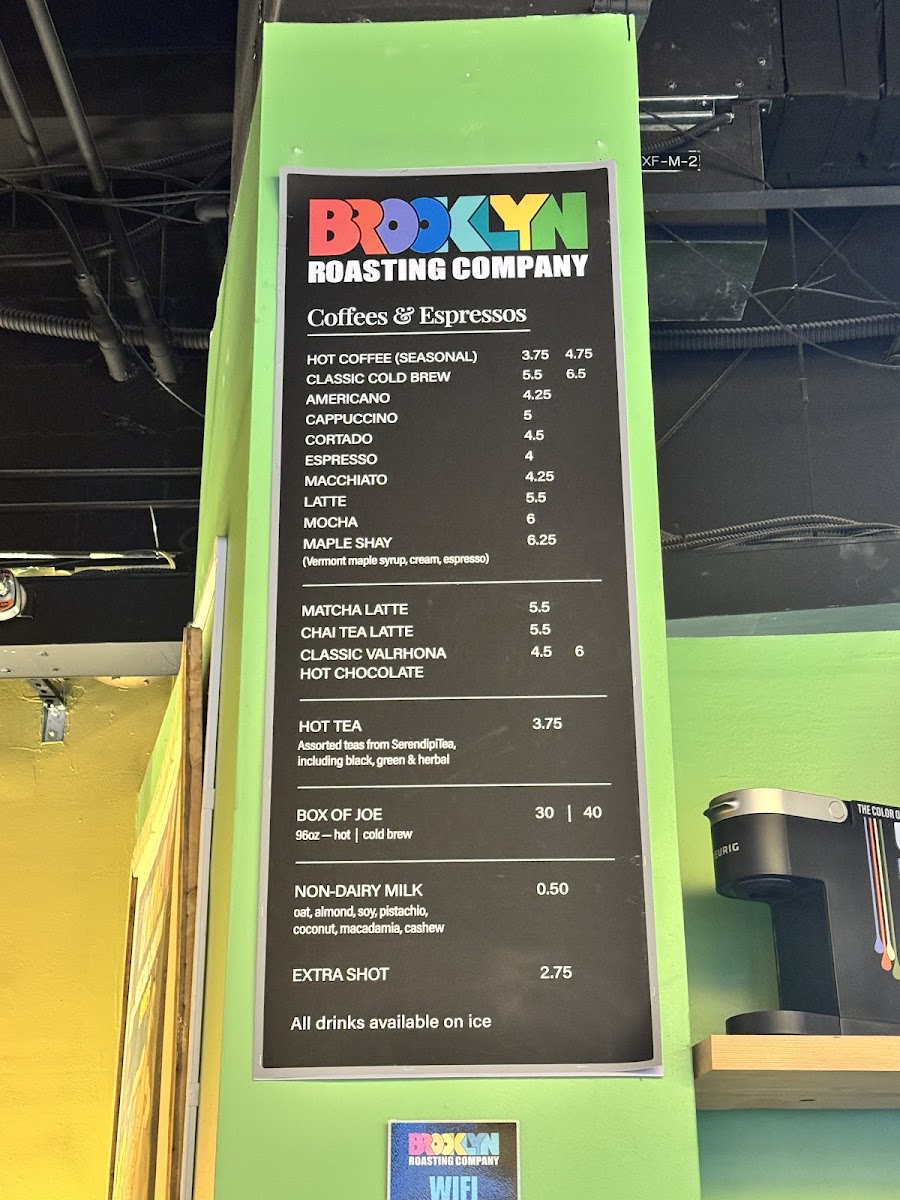 XF-M-2
BROOKLYN
ROASTING COMPANY
Coffees & Espressos
HOT COFFEE (SEASONAL) 3.75 4.75
CLASSIC COLD BREW 5.5 6.5
AMERICANO 4.25
CAPPUCCINO 5
CORTADO 4.5
ESPRESSO 4
MACCHIATO 4.25
LATTE 5.5
MOCHA 6
MAPLE SHAY 6.25
(Vermont maple syrup, cream, espresso)
MATCHA LATTE 5.5
CHAI TEA LATTE 5.5
CLASSIC VALRHONA 4.5 6
HOT CHOCOLATE
HOT TEA 3.75
Assorted teas from SerendipiTea,
including black, green & herbal
BOX OF JOE 30 | 40
96oz — hot | cold brew
NON-DAIRY MILK 0.50
oat, almond, soy, pistachio,
coconut, macadamia, cashew
EXTRA SHOT 2.75
All drinks available on ice
THE COLOR O
EURIG
BROOKLYN
ROASTING COMPANY
WIFI